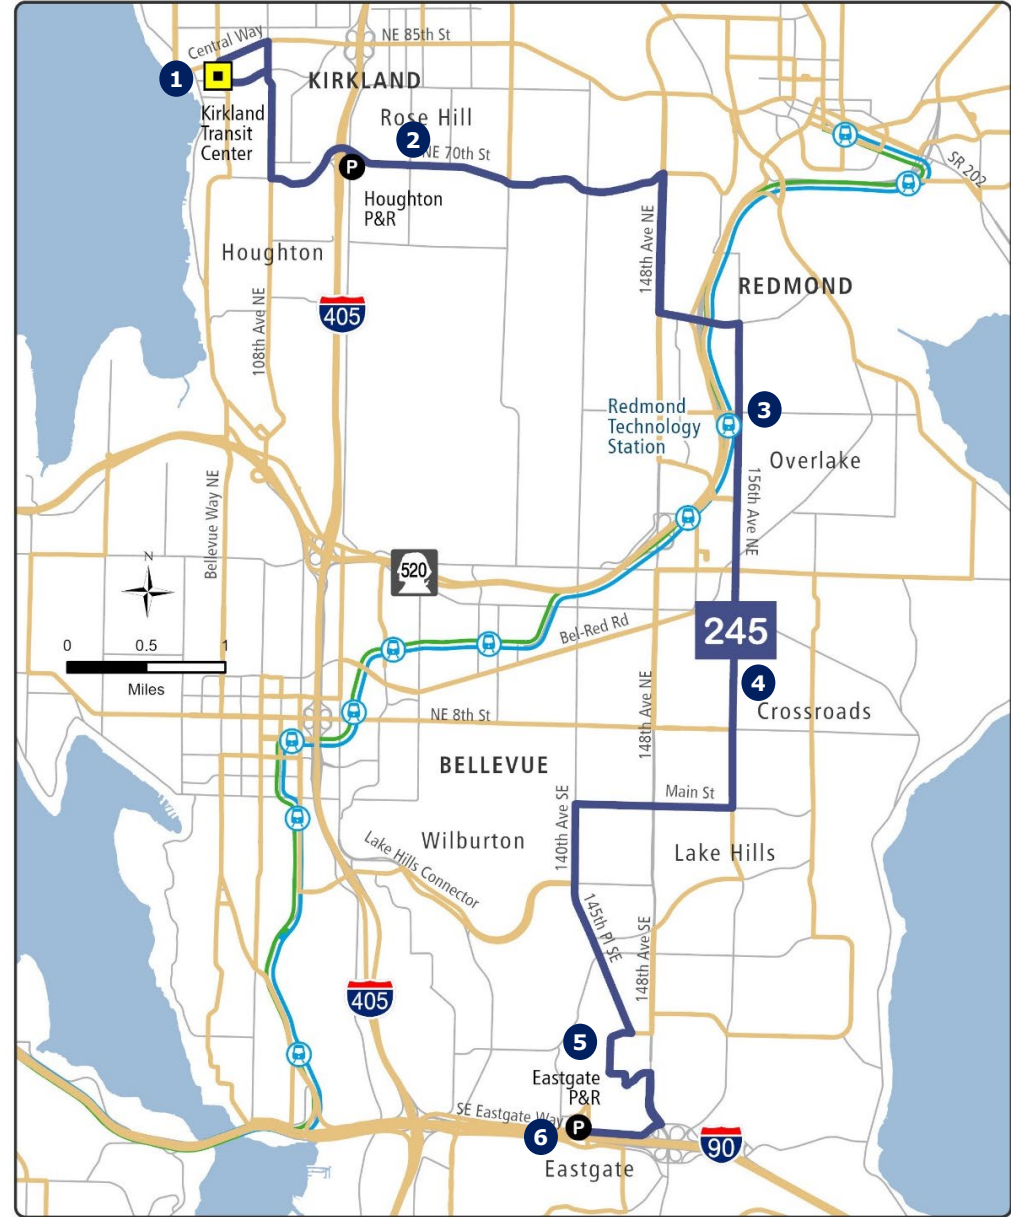 Central Way
NE 85th St
1
KIRKLAND
Kirkland
Transit
Center
Rose Hill
2
NE 70th St
SR 202
P
Houghton
P&R
Houghton
148th Ave NE
REDMOND
405
108th Ave NE
Redmond
Technology
Station
3
Overlake
156th Ave NE
Bellevue Way NE
N
520
0 0.5 1
Miles
Bel-Red Rd
245
4
Crossroads
148th Ave NE
NE 8th St
BELLEVUE
Main St
140th Ave SE
Wilburton
Lake Hills Connector
Lake Hills
145th Pl SE
148th Ave SE
405
5
Eastgate
P&R
SE Eastgate Way
6
P
90
Eastgate